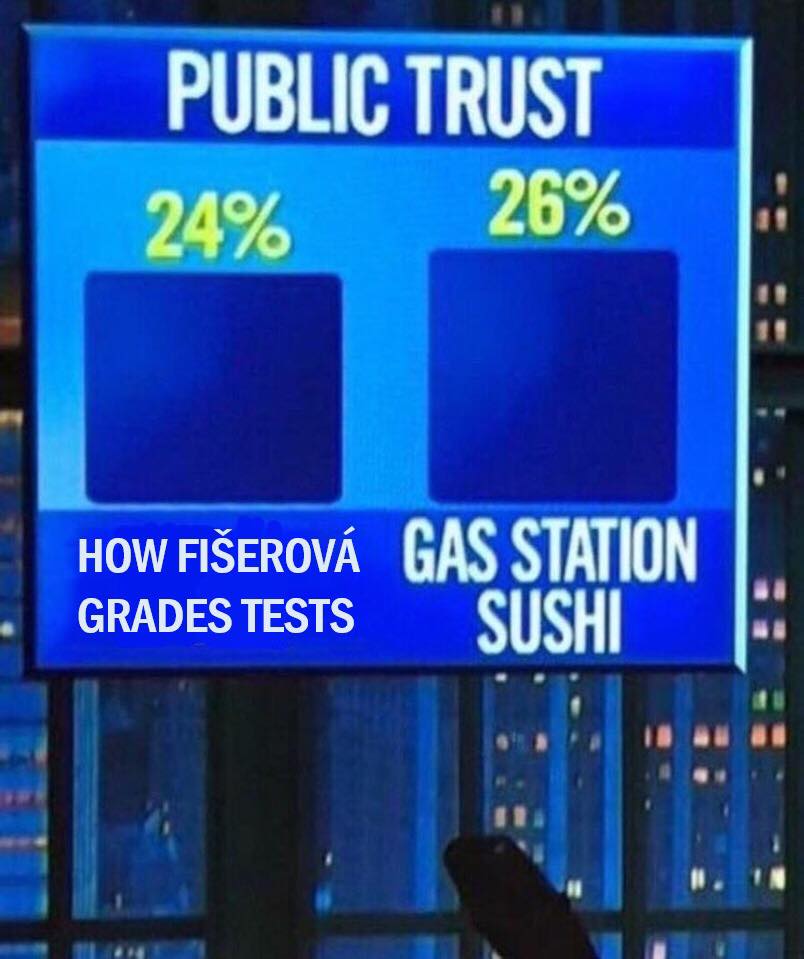 PUBLIC TRUST
24% 26%
HOW FIŠEROVÁ
GRADES TESTS
GAS STATION
SUSHI